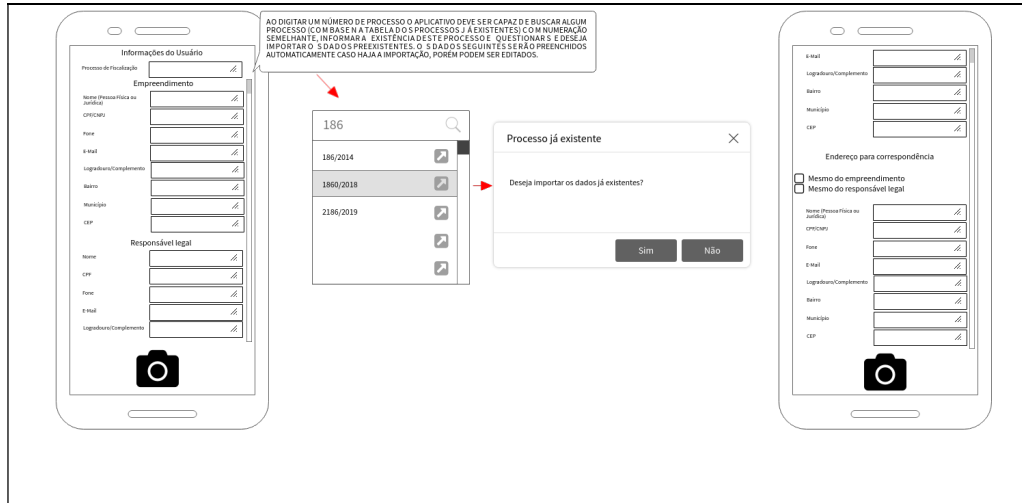 AO DIGITAR UM NÚMERO DE PROCESSO O APLICATIVO DEVE SER CAPAZ DE BUSCAR ALGUM
PROCESSO (COM BASE NA TABELA DOS PROCESSOS JÁ EXISTENTES) COM NUMERAÇÃO
SEMELHANTE, INFORMAR A EXISTÊNCIA DESTE PROCESSO E QUESTIONAR SE DESEJA
IMPORTAR OS DADOS PREEXISTENTES. OS DADOS SEGUINTES SERÃO PREENCHIDOS
AUTOMATICAMENTE CASO HAJA A IMPORTAÇÃO, PORÉM PODEM SER EDITADOS.
Informações do Usuário
Processo de Fiscalização
Empreendimento
Nome (Pessoa Física ou
Jurídica)
CPF/CNPJ
Fone
E-Mail
Logradouro/Complemento
Bairro
Município
CEP
Responsável legal
Nome
CPF
Fone
E-Mail
Logradouro/Complemento
186
186/2014
1860/2018
2186/2019
Processo já existente
Deseja importar os dados já existentes?
Sim
Não
E-Mail
Logradouro/Complemento
Bairro
Município
CEP
Endereço para correspondência
Mesmo do empreendimento
Mesmo do responsável legal
Nome (Pessoa Física ou
Jurídica)
CPF/CNPJ
Fone
E-Mail
Logradouro/Complemento
Bairro
Município
CEP